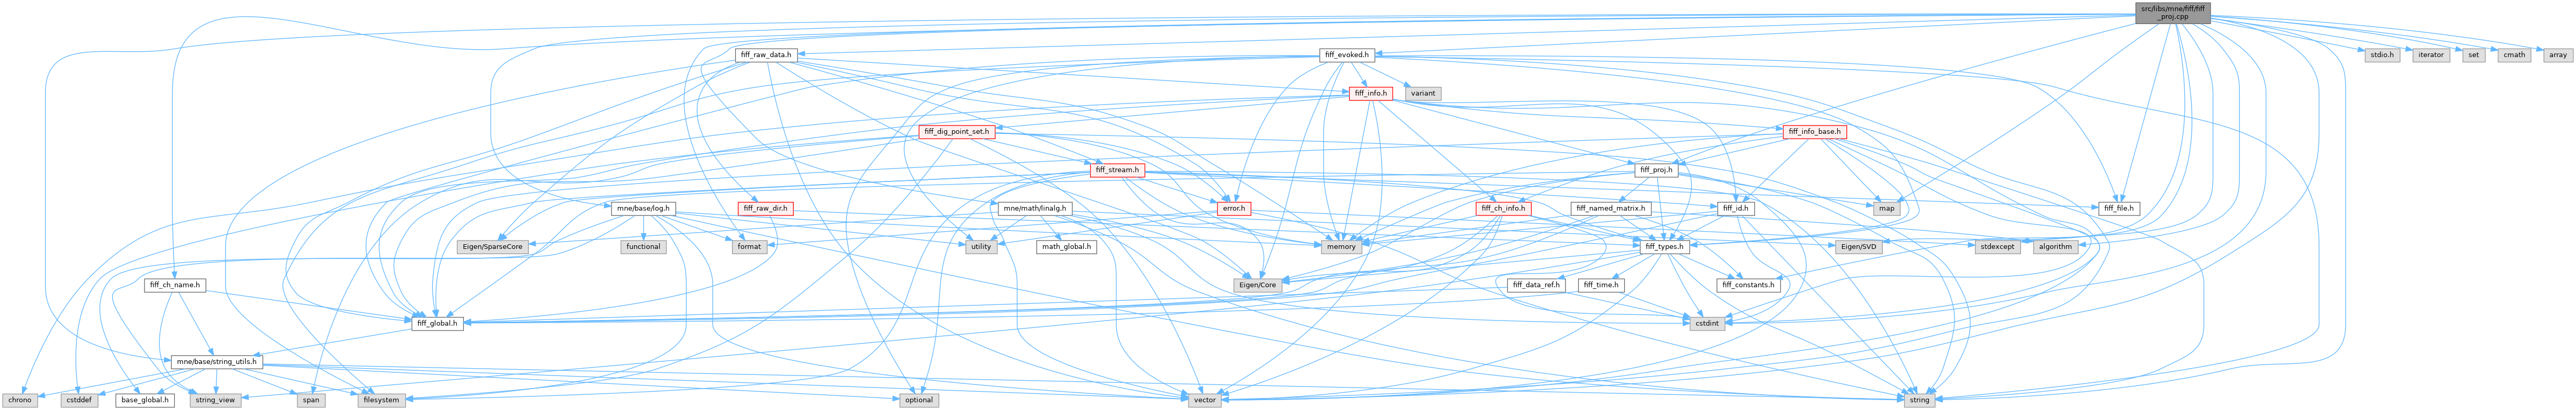 src/libs/mne/fiff/fiff
_proj.cpp
fiff_raw_data.h
fiff_evoked.h
stdio.h
iterator
set
cmath
array
fiff_info.h
variant
fiff_dig_point_set.h
fiff_info_base.h
fiff_stream.h
fiff_proj.h
mne/base/log.h
fiff_raw_dir.h
mne/math/linalg.h
error.h
fiff_ch_info.h
fiff_named_matrix.h
fiff_id.h
map
fiff_file.h
Eigen/SparseCore
functional
format
utility
math_global.h
memory
fiff_types.h
Eigen/SVD
stdexcept
algorithm
fiff_ch_name.h
Eigen/Core
fiff_data_ref.h
fiff_time.h
fiff_constants.h
fiff_global.h
cstdint
mne/base/string_utils.h
chrono
cstddef
base_global.h
string_view
span
filesystem
optional
vector
string